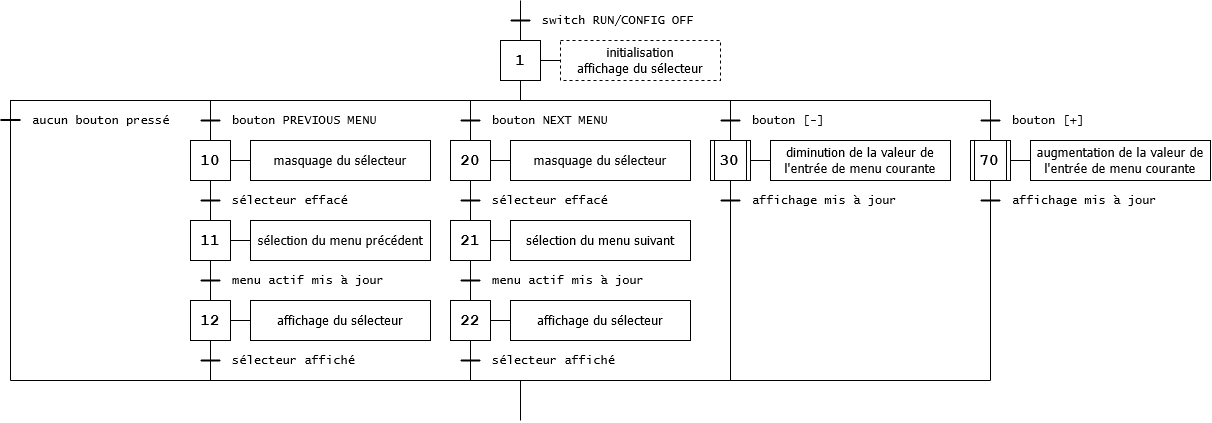 switch RUN/CONFIG OFF
1
initialisation
affichage du sélecteur
aucun bouton pressé
bouton PREVIOUS MENU
bouton NEXT MENU
bouton [-]
bouton [+]
10
masquage du sélecteur
20
masquage du sélecteur
30
diminution de la valeur de
l'entrée de menu courante
70
augmentation de la valeur de
l'entrée de menu courante
sélecteur effacé
sélecteur effacé
affichage mis à jour
affichage mis à jour
11
sélection du menu précédent
21
sélection du menu suivant
menu actif mis à jour
menu actif mis à jour
12
affichage du sélecteur
22
affichage du sélecteur
sélecteur affiché
sélecteur affiché